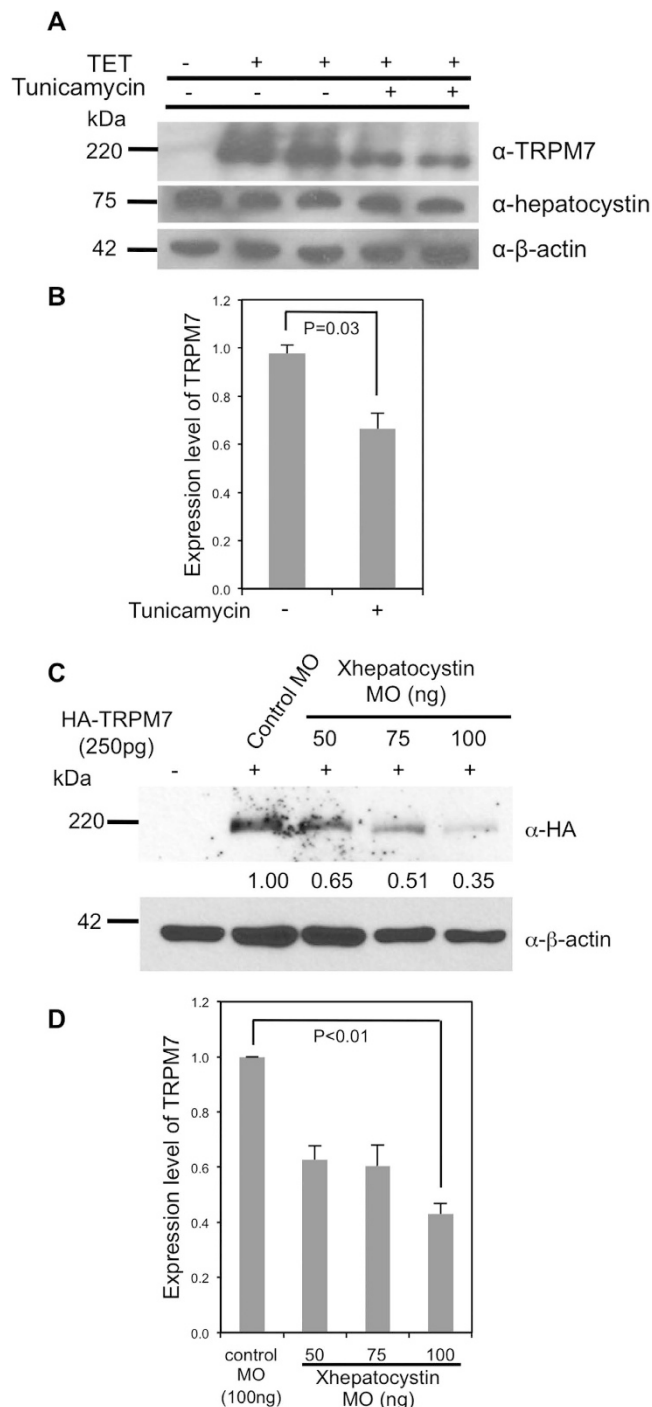 A
TET - + + + +
Tunicamycin - - - + +
kDa
220 α-TRPM7
75 α-hepatocystin
42 α-β-actin
B
Expression level of TRPM7
1.2
P=0.03
1.0
0.8
0.6
0.4
0.2
0.0
Tunicamycin - +
C
Control MO
Xhepatocystin
MO (ng)
HA-TRPM7
(250pg)
50 75 100
kDa - + + + +
220 α-HA
1.00 0.65 0.51 0.35
42 α-β-actin
D
Expression level of TRPM7
1.2
P<0.01
1.0
0.8
0.6
0.4
0.2
0.0
control
MO
(100ng)
50 75 100
Xhepatocystin
MO (ng)